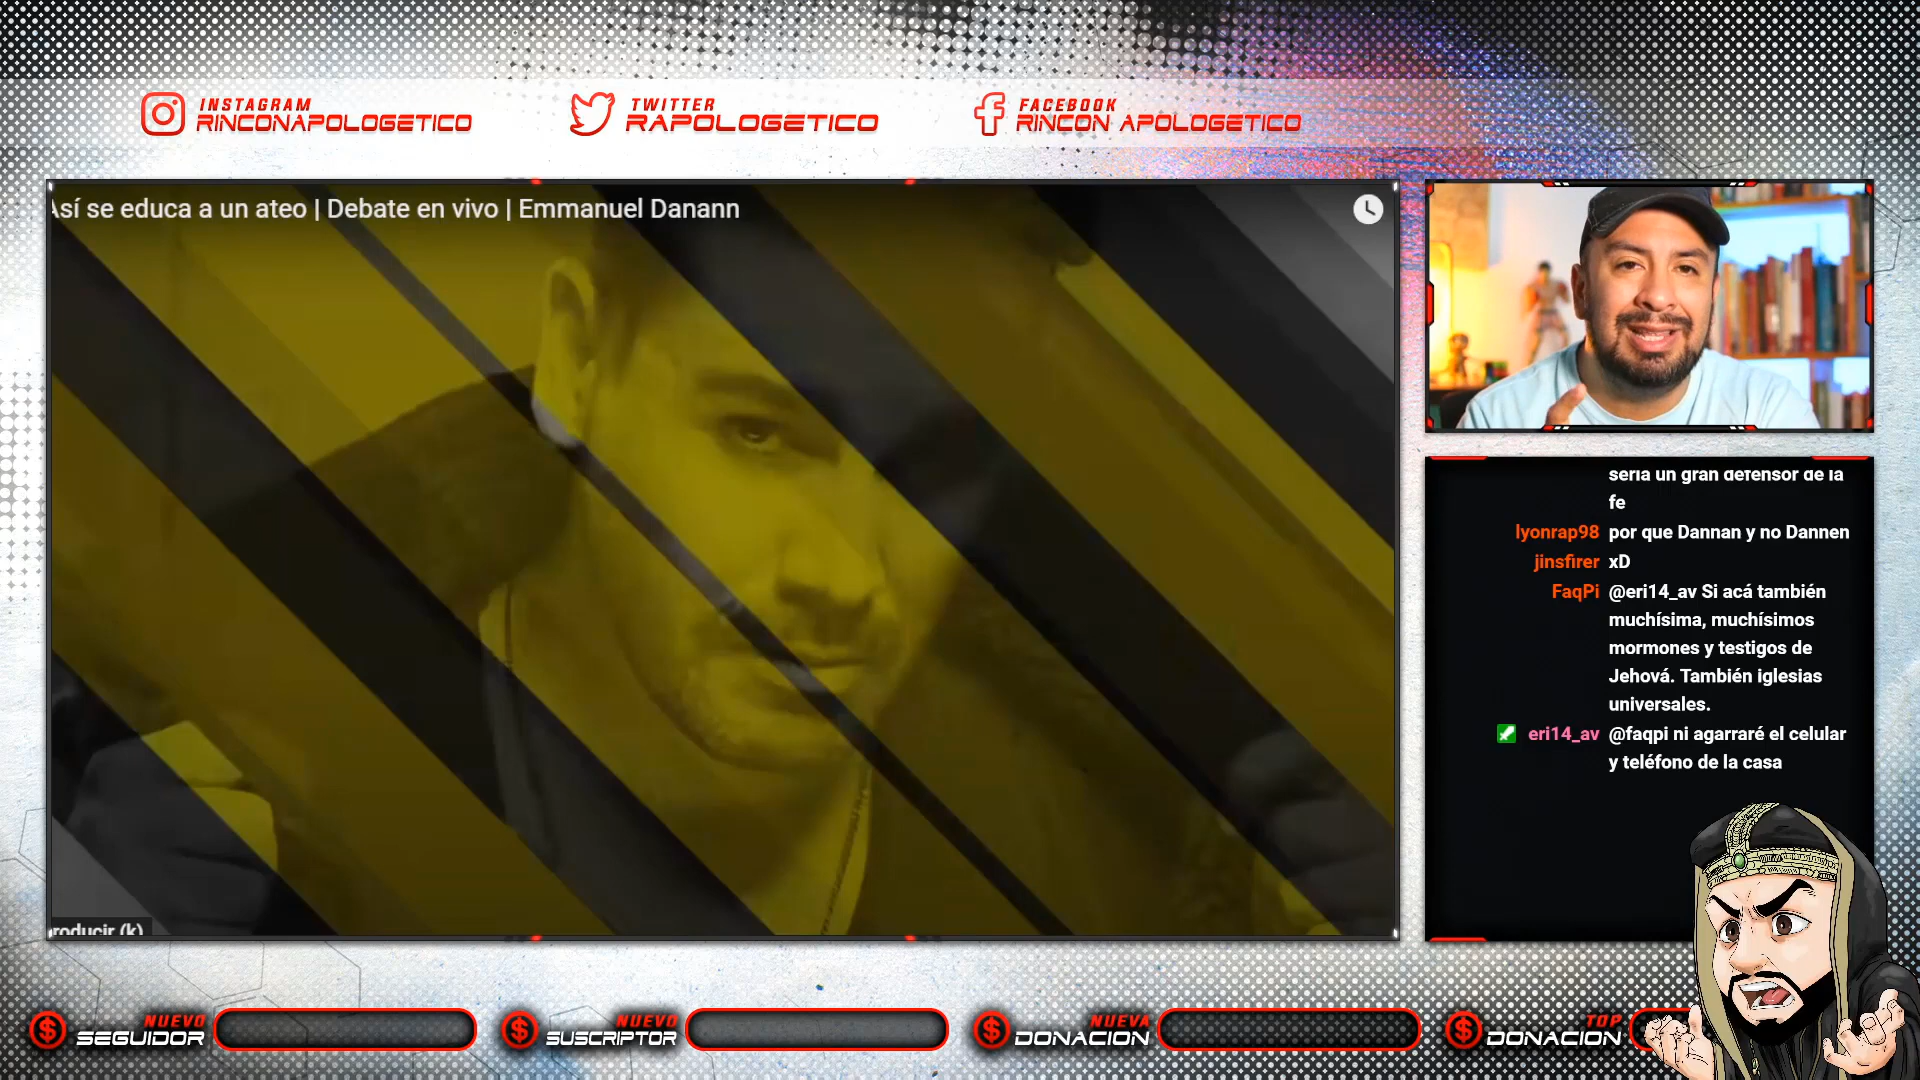 INSTAGRAM
RINCONAPOLOGETICO
TWITTER
RAPOLOGETICO
FACEBOOK
RINCON APOLOGETICO
Así se educa a un ateo | Debate en vivo | Emmanuel Danann
sería un gran defensor de la
fe
lyonrap98 por que Dannan y no Dannen
jinsfirer xD
FaqPi @eri14_av Si acá también
muchísima, muchísimos
mormones y testigos de
Jehová. También iglesias
universales.
eri14_av @faqpi ni agarraré el celular
y teléfono de la casa
roducir (k)
NUEVO
SEGUIDOR
NUEVO
SUSCRIPTOR
NUEVA
DONACION
TOP
DONACION